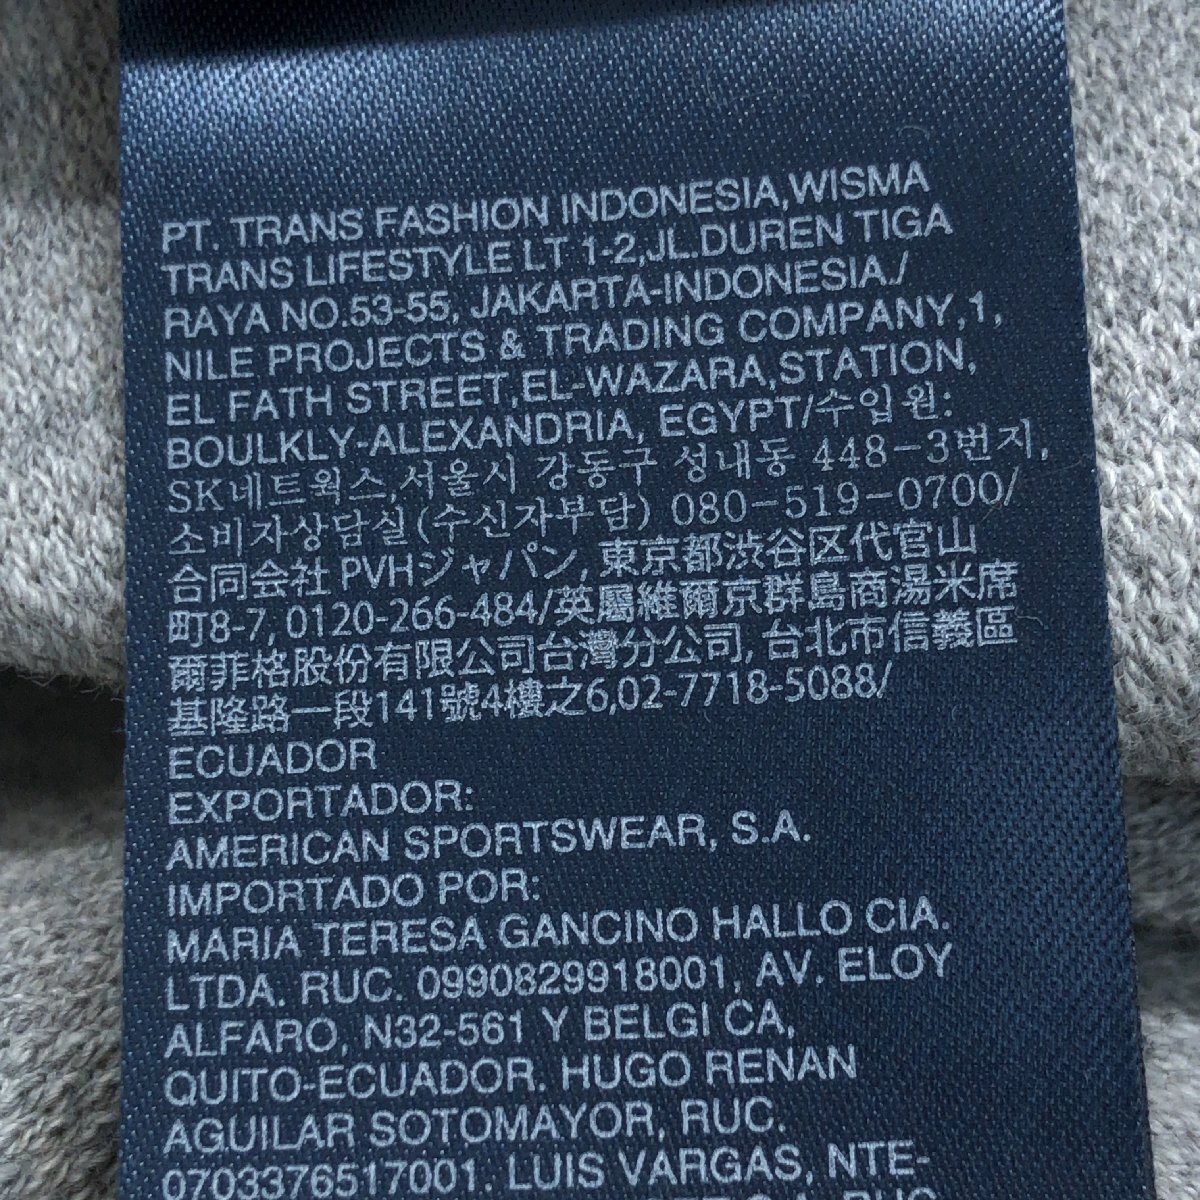 PT. TRANS FASHION INDONESIA,WISMA
TRANS LIFESTYLE LT 1-2,JL.DUREN TIGA
RAYA NO.53-55, JAKARTA-INDONESIA./
NILE PROJECTS & TRADING COMPANY,1,
EL FATH STREET,EL-WAZARA,STATION,
BOULKLY-ALEXANDRIA, EGYPT/수입원:
SK네트웍스,서울시 강동구 성내동 448-3번지,
소비자상담실(수신자부담) 080-519-0700/
合同会社PVHジャパン, 東京都渋谷区代官山
町8-7, 0120-266-484/英屬維爾京群島商湯米席
爾菲格股份有限公司台灣分公司, 台北市信義區
基隆路一段141號4樓之6,02-7718-5088/
ECUADOR
EXPORTADOR:
AMERICAN SPORTSWEAR, S.A.
IMPORTADO POR:
MARIA TERESA GANCINO HALLO CIA.
LTDA. RUC. 0990829918001, AV. ELOY
ALFARO, N32-561 Y BELGI CA,
QUITO-ECUADOR. HUGO RENAN
AGUILAR SOTOMAYOR, RUC.
0703376517001. LUIS VARGAS, NTE-